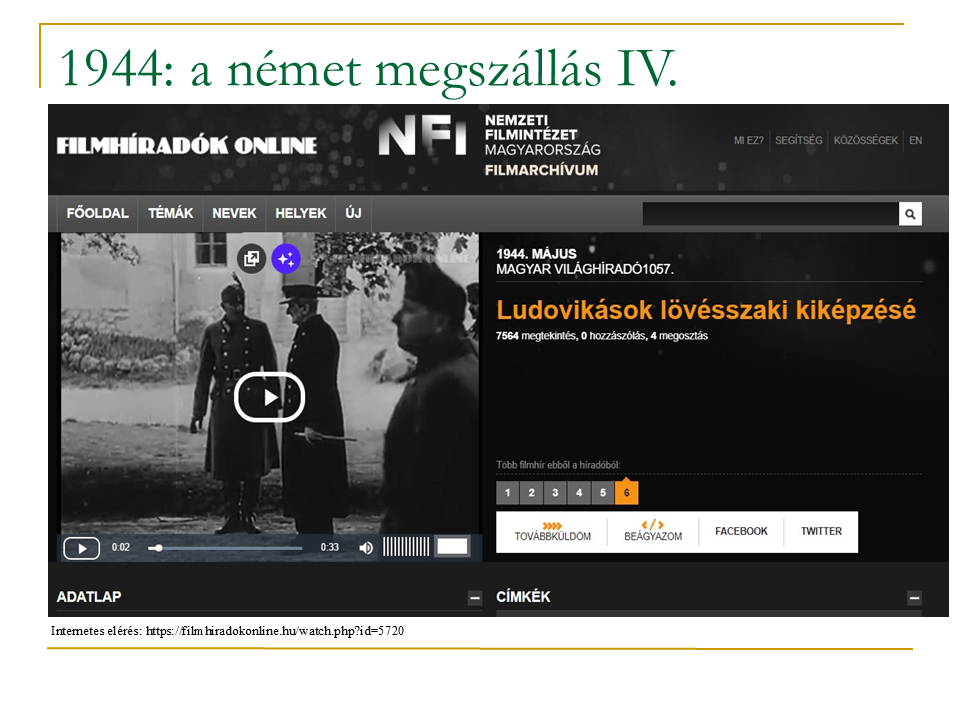 1944: a német megszállás IV.
FILMHÍRADÓK ONLINE
NFI
NEMZETI
FILMINTÉZET
MAGYARORSZÁG
FILMARCHÍVUM
MI EZ? SEGÍTSÉG KÖZÖSSÉGEK EN
FŐOLDAL TÉMÁK NEVEK HELYEK ÚJ
FILMHÍRADÓK ONLINE
1944. MÁJUS
MAGYAR VILÁGHÍRADÓ1057.
Ludovikások lövésszaki kiképzésé
7564 megtekintés, 0 hozzászólás, 4 megosztás
Több filmhír ebből a híradóból:
1 2 3 4 5 6
TOVÁBBKÜLDÖM BEÁGYAZOM FACEBOOK TWITTER
0:02 0:33
ADATLAP
CÍMKÉK
Internetes elérés: https://filmhiradokonline.hu/watch.php?id=5720